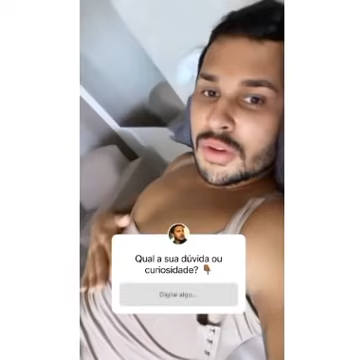 Qual a sua dúvida ou
curiosidade? 👇🏾
Digite algo...